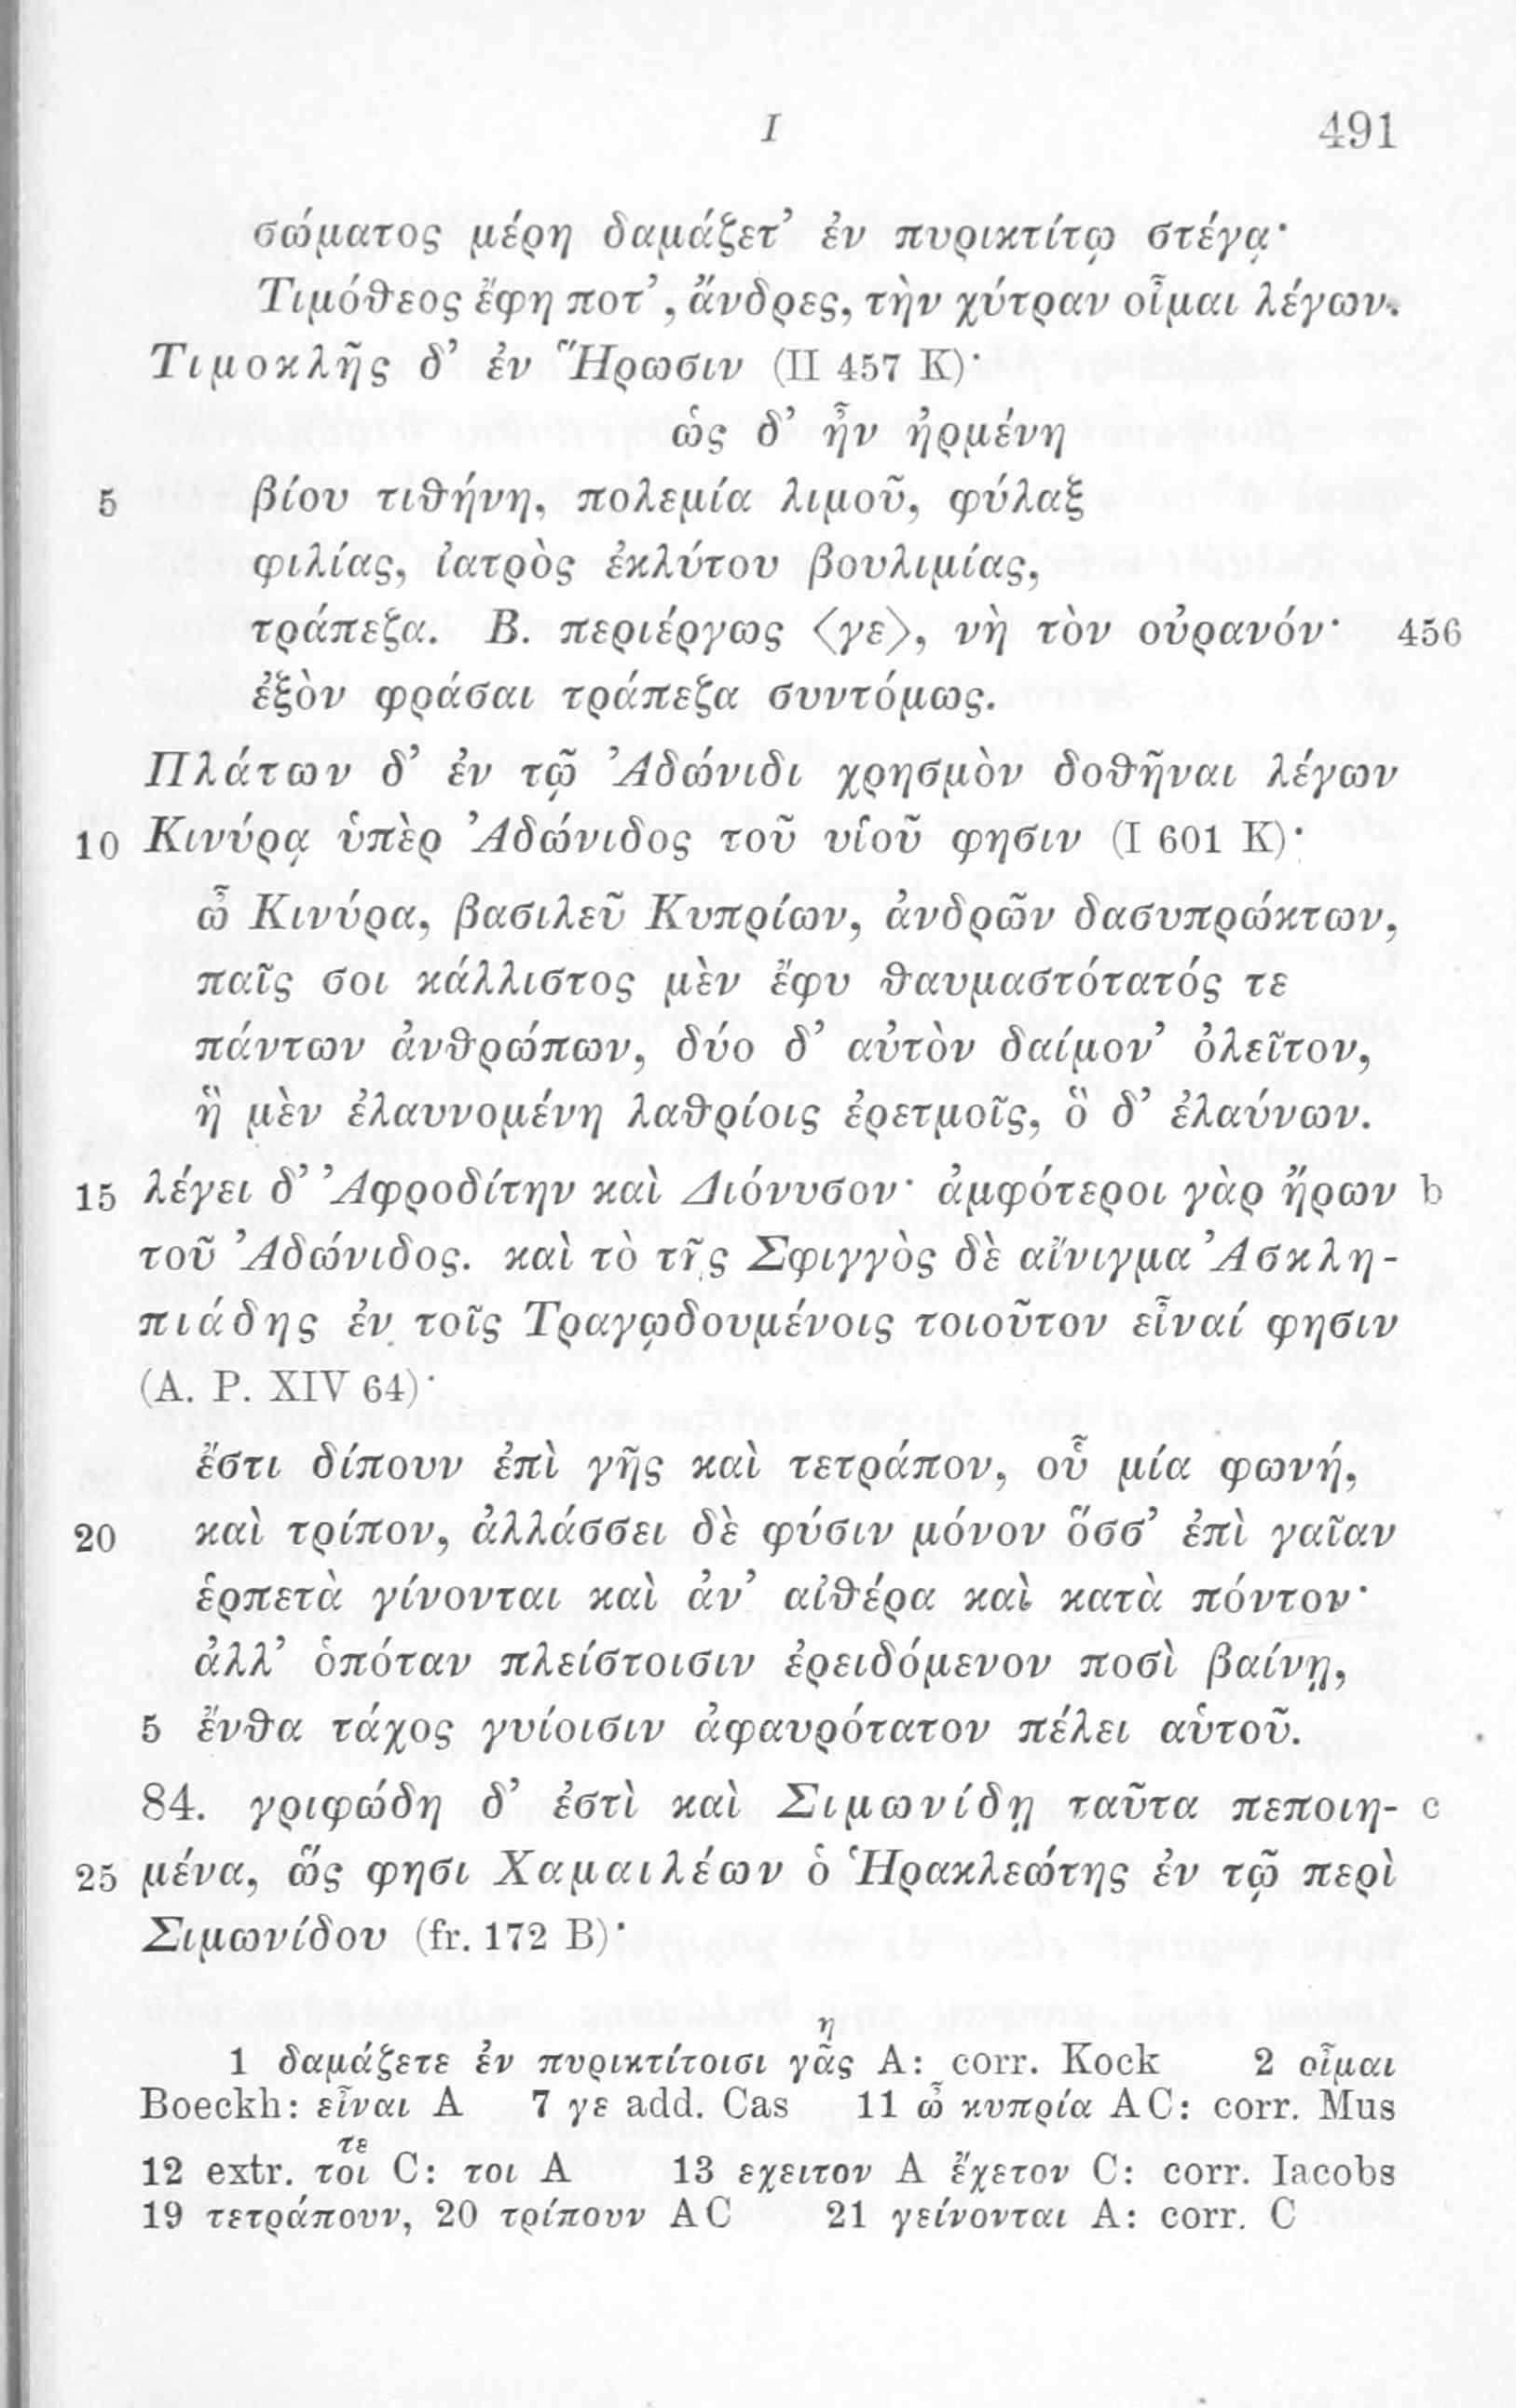 I 491
σώματος μέρη δαμάζετ’ ἐν πυρικτίτῳ στέγᾳ·
Τιμόθεος ἔφη ποτ’, ἄνδρες, τὴν χύτραν οἶμαι λέγων.
Τιμοκλῆς δ’ ἐν Ἥρωσιν (II 457 K)·
ὡς δ’ ἦν ἠρμένη
5 βίου τιθήνη, πολεμία λιμοῦ, φύλαξ
φιλίας, ἰατρὸς ἐκλύτου βουλιμίας,
τράπεζα. Β. περιέργως 〈γε〉, νὴ τὸν οὐρανόν· 456
ἐξὸν φράσαι τράπεζα συντόμως.
Πλάτων δ’ ἐν τῷ Ἀδώνιδι χρησμὸν δοθῆναι λέγων
10 Κινύρᾳ ὑπὲρ Ἀδώνιδος τοῦ υἱοῦ φησιν (I 601 K)·
ὦ Κινύρα, βασιλεῦ Κυπρίων, ἀνδρῶν δασυπρώκτων,
παῖς σοι κάλλιστος μὲν ἔφυ θαυμαστότατός τε
πάντων ἀνθρώπων, δύο δ’ αὐτὸν δαίμον’ ὀλεῖτον,
ἣ μὲν ἐλαυνομένη λαθρίοις ἐρετμοῖς, ὃ δ’ ἐλαύνων.
15 λέγει δ’ Ἀφροδίτην καὶ Διόνυσον· ἀμφότεροι γὰρ ἤρων b
τοῦ Ἀδώνιδος. καὶ τὸ τῆς Σφιγγὸς δὲ αἴνιγμα Ἀσκλη-
πιάδης ἐν τοῖς Τραγῳδουμένοις τοιοῦτον εἶναί φησιν
(A. P. XIV 64)·
ἔστι δίπουν ἐπὶ γῆς καὶ τετράπον, οὗ μία φωνή,
20 καὶ τρίπον, ἀλλάσσει δὲ φύσιν μόνον ὅσσ’ ἐπὶ γαῖαν
ἑρπετὰ γίνονται καὶ ἀν’ αἰθέρα καὶ κατὰ πόντον·
ἀλλ’ ὁπόταν πλείστοισιν ἐρειδόμενον ποσὶ βαίνῃ,
5 ἔνθα τάχος γυίοισιν ἀφαυρότατον πέλει αὑτοῦ.
84. γριφώδη δ’ ἐστὶ καὶ Σιμωνίδῃ ταῦτα πεποιη- c
25 μένα, ὥς φησι Χαμαιλέων ὁ Ἡρακλεώτης ἐν τῷ περὶ
Σιμωνίδου (fr. 172 B)·
η
1 δαμάζετε ἐν πυρικτίτοισι γᾶς A: corr. Kock 2 οἶμαι
Boeckh: εἶναι A 7 γε add. Cas 11 ὦ κυπρία AC: corr. Mus
τε
12 extr. τοι C: τοι A 13 εχειτον A ἔχετον C: corr. Iacobs
19 τετράπουν, 20 τρίπουν AC 21 γείνονται A: corr. C